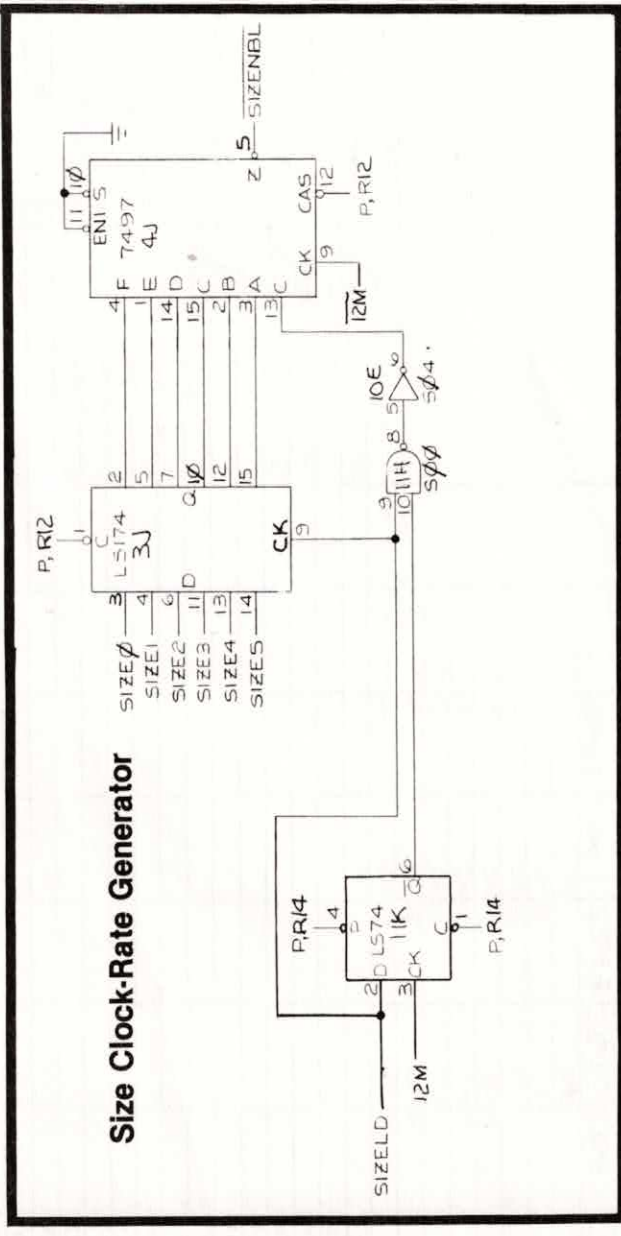 Size Clock-Rate Generator
SIZELD
12M
P,R14
4
P
2
D LS74
11K
3
CK
Q
6
C
1
P,R14
SIZEØ
SIZE1
SIZE2
SIZE3
SIZE4
SIZE5
3
4
6
11
13
14
P,R12
1
C
LS174
3J
D
Q
CK
9
2
5
7
1Ø
12
15
9
10
11H
SØØ
8
5
10E
6
SØ4
4
1
14
15
2
3
13
F
E
D
C
B
A
C
11
1Ø
EN1
S
7497
4J
Z
5
SIZENBL
CK
9
12M
CAS
12
P,R12